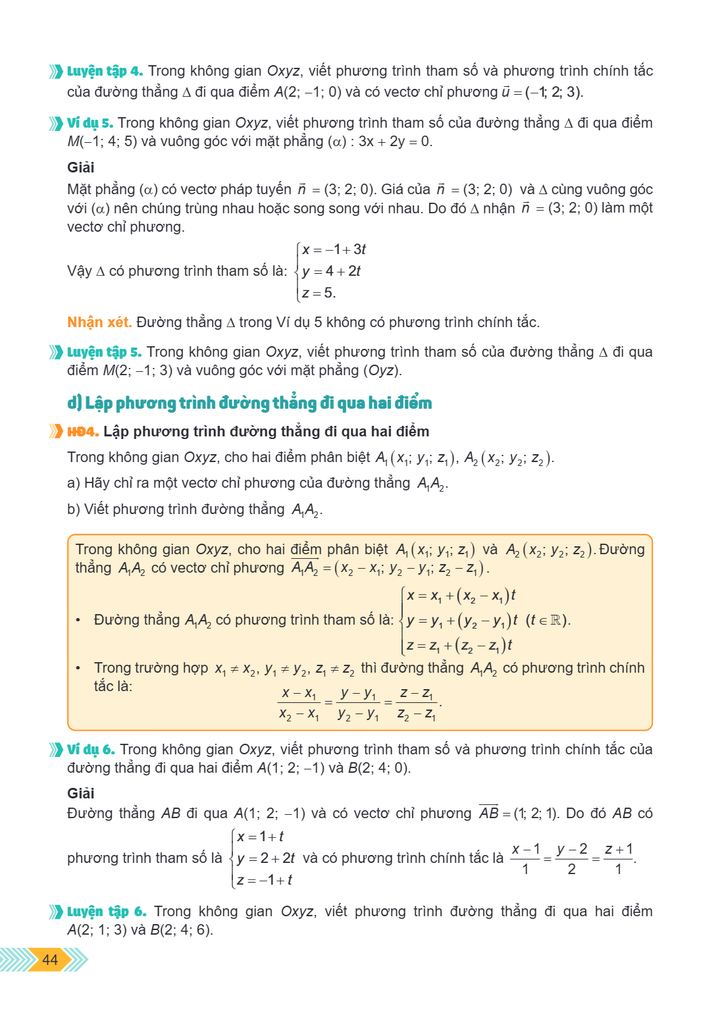 Luyện tập 4. Trong không gian Oxyz, viết phương trình tham số và phương trình chính tắc
của đường thẳng Δ đi qua điểm A(2; −1; 0) và có vectơ chỉ phương u⃗ = (−1; 2; 3).
Ví dụ 5. Trong không gian Oxyz, viết phương trình tham số của đường thẳng Δ đi qua điểm
M(−1; 4; 5) và vuông góc với mặt phẳng (α) : 3x + 2y = 0.
Giải
Mặt phẳng (α) có vectơ pháp tuyến n⃗ = (3; 2; 0). Giá của n⃗ = (3; 2; 0) và Δ cùng vuông góc
với (α) nên chúng trùng nhau hoặc song song với nhau. Do đó Δ nhận n⃗ = (3; 2; 0) làm một
vectơ chỉ phương.
x = −1 + 3t
Vậy Δ có phương trình tham số là: { y = 4 + 2t
z = 5.
Nhận xét. Đường thẳng Δ trong Ví dụ 5 không có phương trình chính tắc.
Luyện tập 5. Trong không gian Oxyz, viết phương trình tham số của đường thẳng Δ đi qua
điểm M(2; −1; 3) và vuông góc với mặt phẳng (Oyz).
d) Lập phương trình đường thẳng đi qua hai điểm
HĐ4. Lập phương trình đường thẳng đi qua hai điểm
Trong không gian Oxyz, cho hai điểm phân biệt A₁(x₁; y₁; z₁), A₂(x₂; y₂; z₂).
a) Hãy chỉ ra một vectơ chỉ phương của đường thẳng A₁A₂.
b) Viết phương trình đường thẳng A₁A₂.
Trong không gian Oxyz, cho hai điểm phân biệt A₁(x₁; y₁; z₁) và A₂(x₂; y₂; z₂). Đường
thẳng A₁A₂ có vectơ chỉ phương A₁A₂⃗ = (x₂ − x₁; y₂ − y₁; z₂ − z₁).
x = x₁ + (x₂ − x₁)t
• Đường thẳng A₁A₂ có phương trình tham số là: { y = y₁ + (y₂ − y₁)t (t ∈ ℝ).
z = z₁ + (z₂ − z₁)t
• Trong trường hợp x₁ ≠ x₂, y₁ ≠ y₂, z₁ ≠ z₂ thì đường thẳng A₁A₂ có phương trình chính
tắc là:
(x − x₁)/(x₂ − x₁) = (y − y₁)/(y₂ − y₁) = (z − z₁)/(z₂ − z₁).
Ví dụ 6. Trong không gian Oxyz, viết phương trình tham số và phương trình chính tắc của
đường thẳng đi qua hai điểm A(1; 2; −1) và B(2; 4; 0).
Giải
Đường thẳng AB đi qua A(1; 2; −1) và có vectơ chỉ phương AB⃗ = (1; 2; 1). Do đó AB có
x = 1 + t
phương trình tham số là { y = 2 + 2t và có phương trình chính tắc là (x − 1)/1 = (y − 2)/2 = (z + 1)/1.
z = −1 + t
Luyện tập 6. Trong không gian Oxyz, viết phương trình đường thẳng đi qua hai điểm
A(2; 1; 3) và B(2; 4; 6).
44